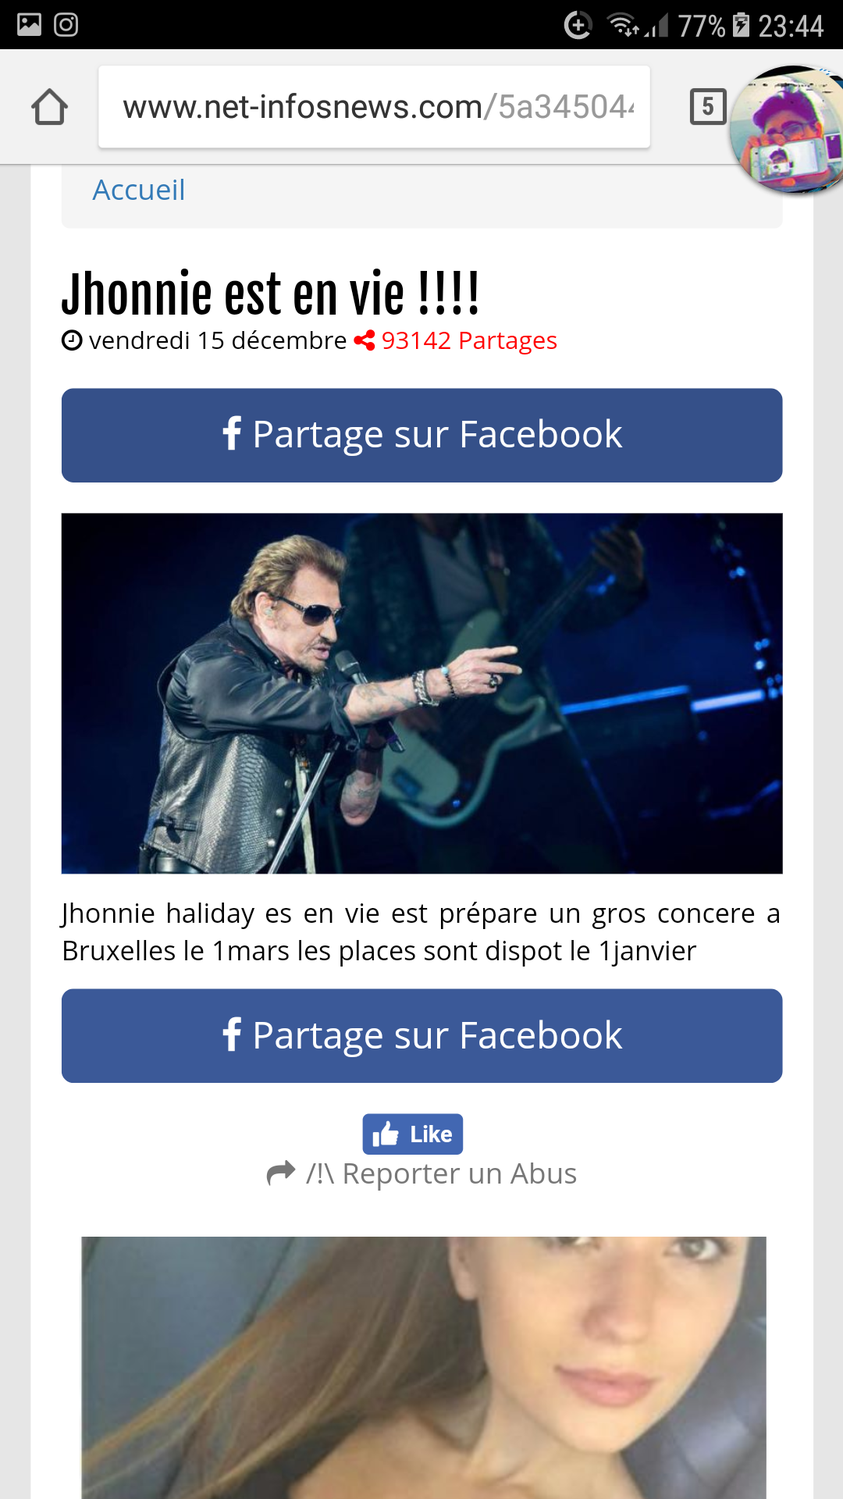 77% 23:44
www.net-infosnews.com/5a34504
5
Accueil
Jhonnie est en vie !!!!
vendredi 15 décembre 93142 Partages
f Partage sur Facebook
Jhonnie haliday es en vie est prépare un gros concere a
Bruxelles le 1mars les places sont dispot le 1janvier
f Partage sur Facebook
Like
/!\ Reporter un Abus